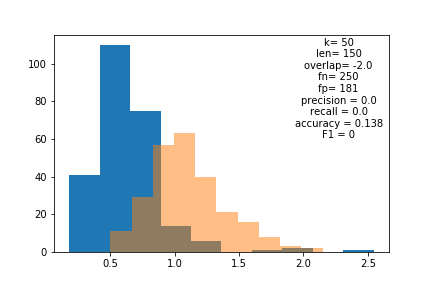 k= 50
len= 150
overlap= -2.0
fn= 250
fp= 181
precision = 0.0
recall = 0.0
accuracy = 0.138
F1 = 0
100
80
60
40
20
0
0.5 1.0 1.5 2.0 2.5